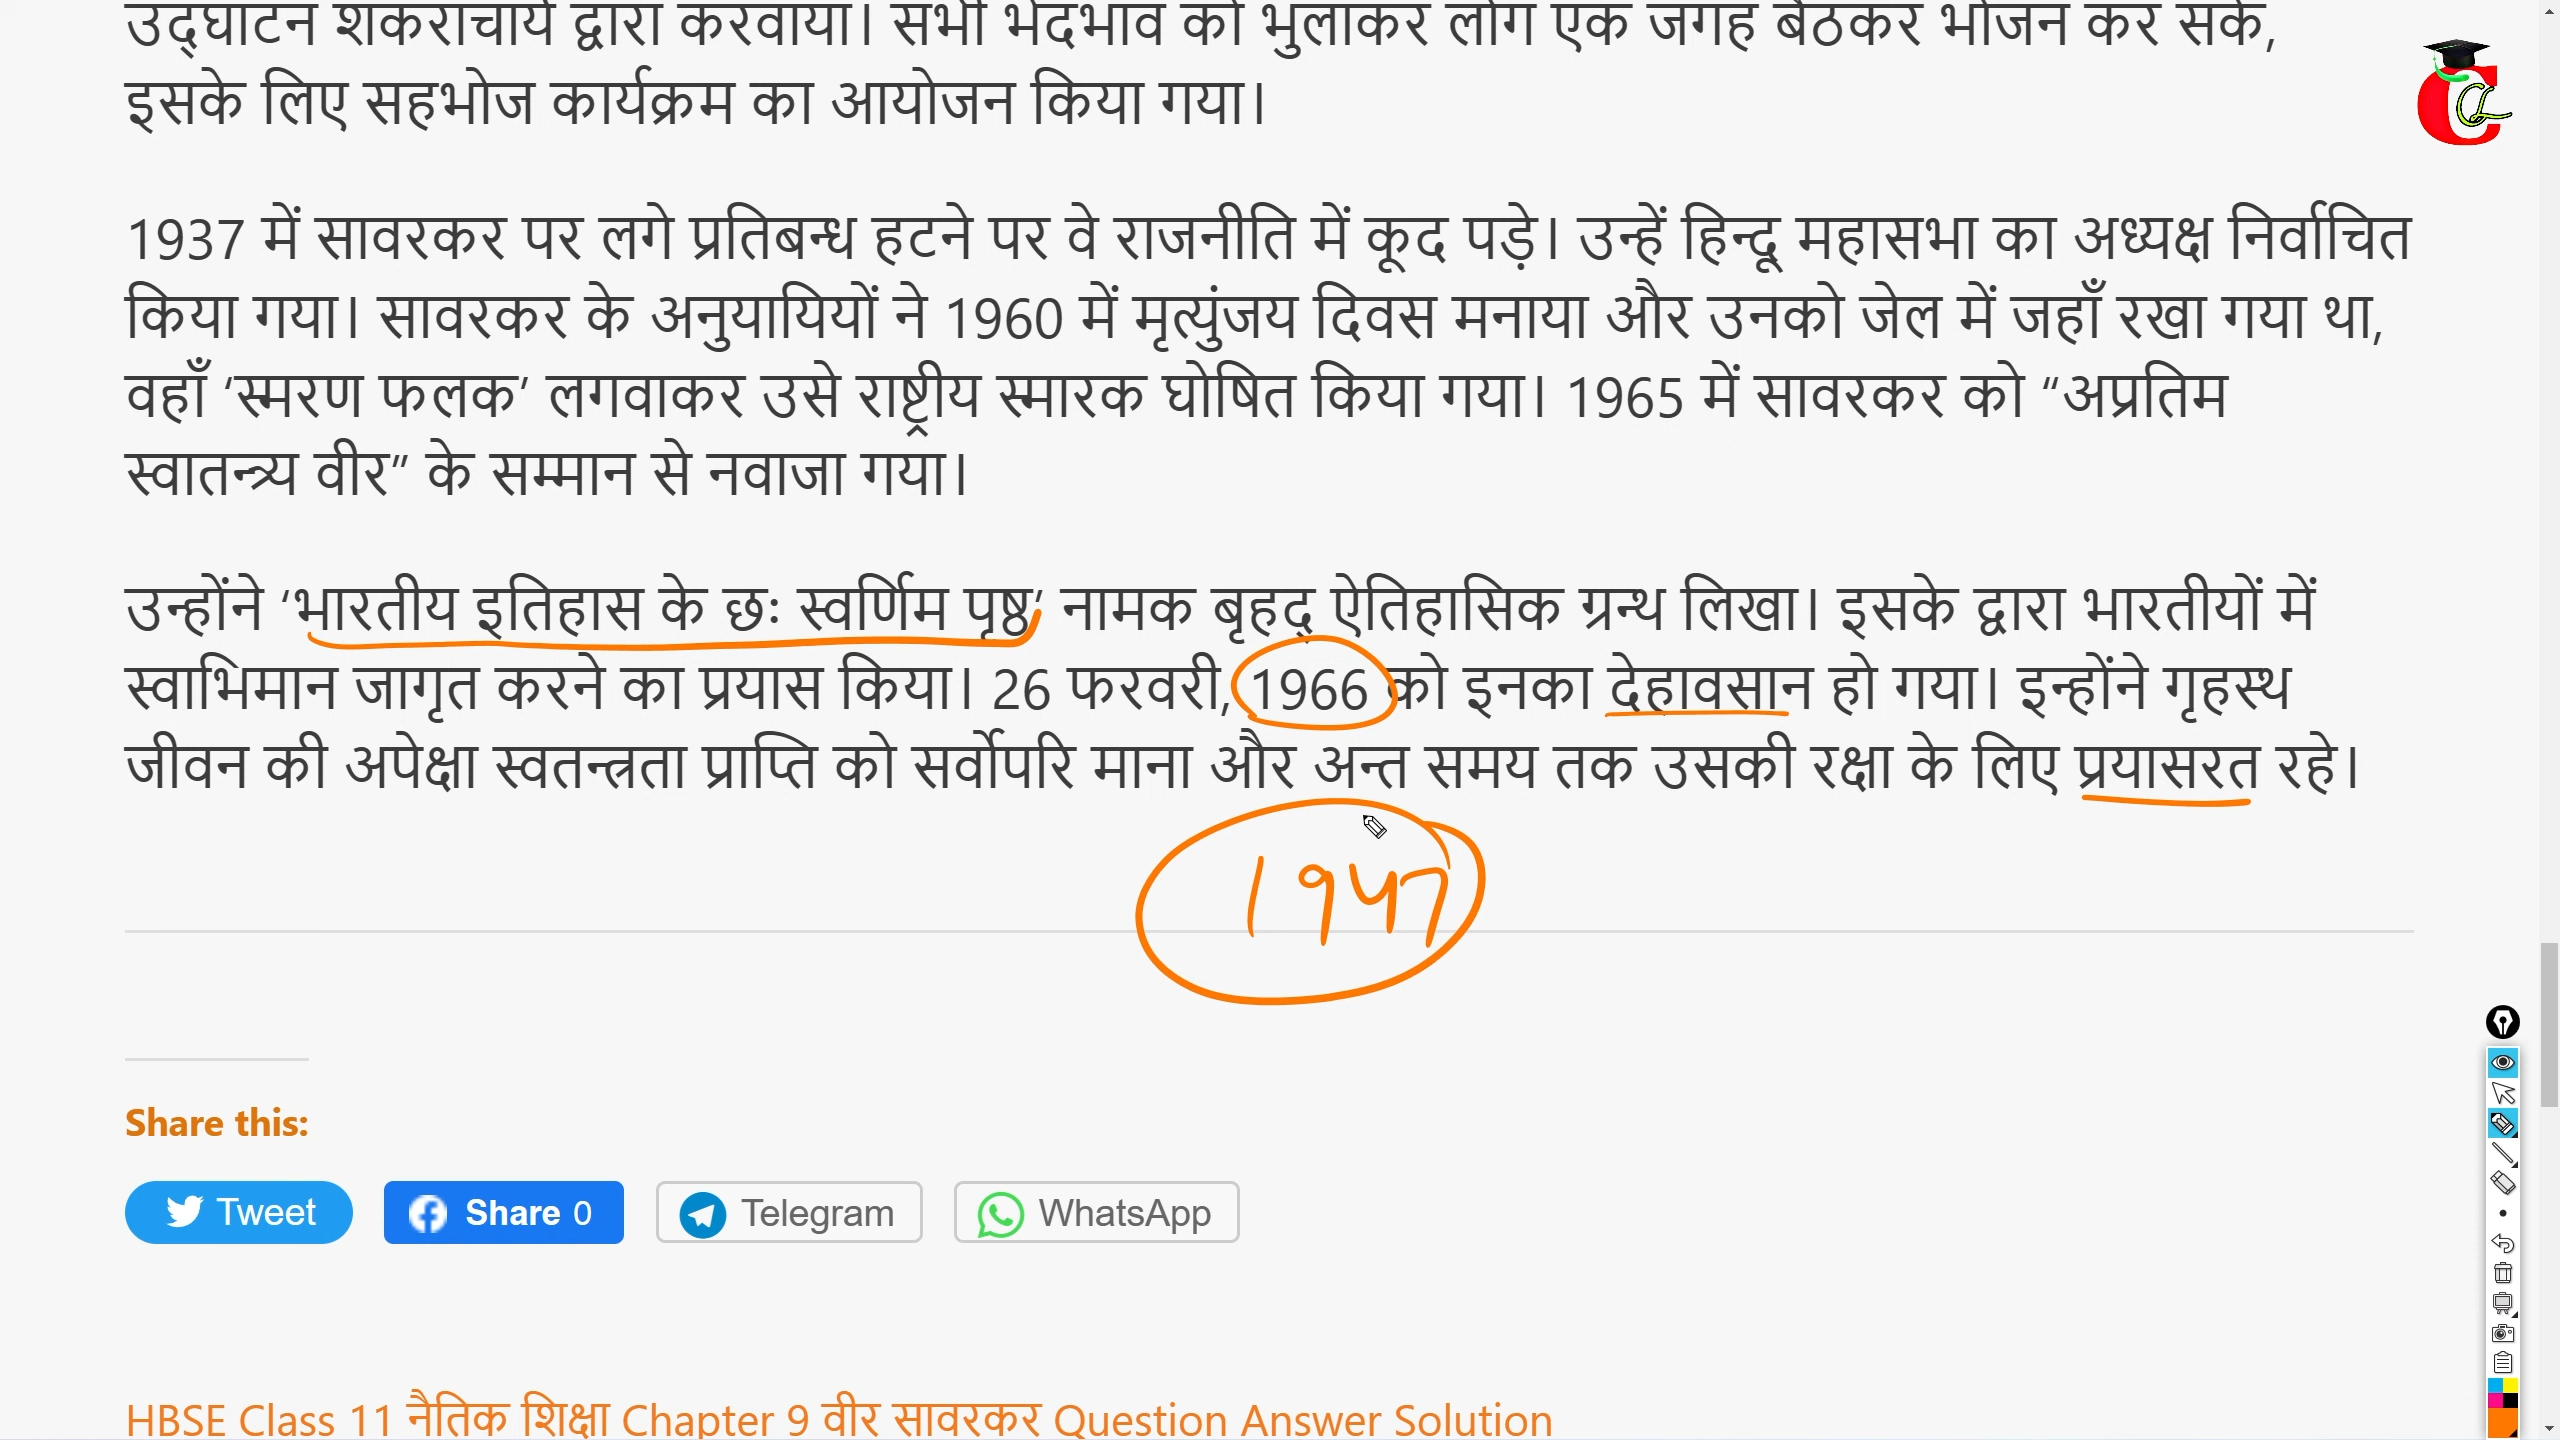 उद्घाटन शंकराचार्य द्वारा करवाया। सभी भेदभाव को भुलाकर लोग एक जगह बैठकर भोजन कर सकें,
इसके लिए सहभोज कार्यक्रम का आयोजन किया गया।
1937 में सावरकर पर लगे प्रतिबन्ध हटने पर वे राजनीति में कूद पड़े। उन्हें हिन्दू महासभा का अध्यक्ष निर्वाचित
किया गया। सावरकर के अनुयायियों ने 1960 में मृत्युंजय दिवस मनाया और उनको जेल में जहाँ रखा गया था,
वहाँ ‘स्मरण फलक’ लगवाकर उसे राष्ट्रीय स्मारक घोषित किया गया। 1965 में सावरकर को “अप्रतिम
स्वातन्त्र्य वीर” के सम्मान से नवाजा गया।
उन्होंने ‘भारतीय इतिहास के छः स्वर्णिम पृष्ठ’ नामक बृहद् ऐतिहासिक ग्रन्थ लिखा। इसके द्वारा भारतीयों में
स्वाभिमान जागृत करने का प्रयास किया। 26 फरवरी, 1966 को इनका देहावसान हो गया। इन्होंने गृहस्थ
जीवन की अपेक्षा स्वतन्त्रता प्राप्ति को सर्वोपरि माना और अन्त समय तक उसकी रक्षा के लिए प्रयासरत रहे।
1947
Share this:
Tweet Share 0 Telegram WhatsApp
HBSE Class 11 नैतिक शिक्षा Chapter 9 वीर सावरकर Question Answer Solution